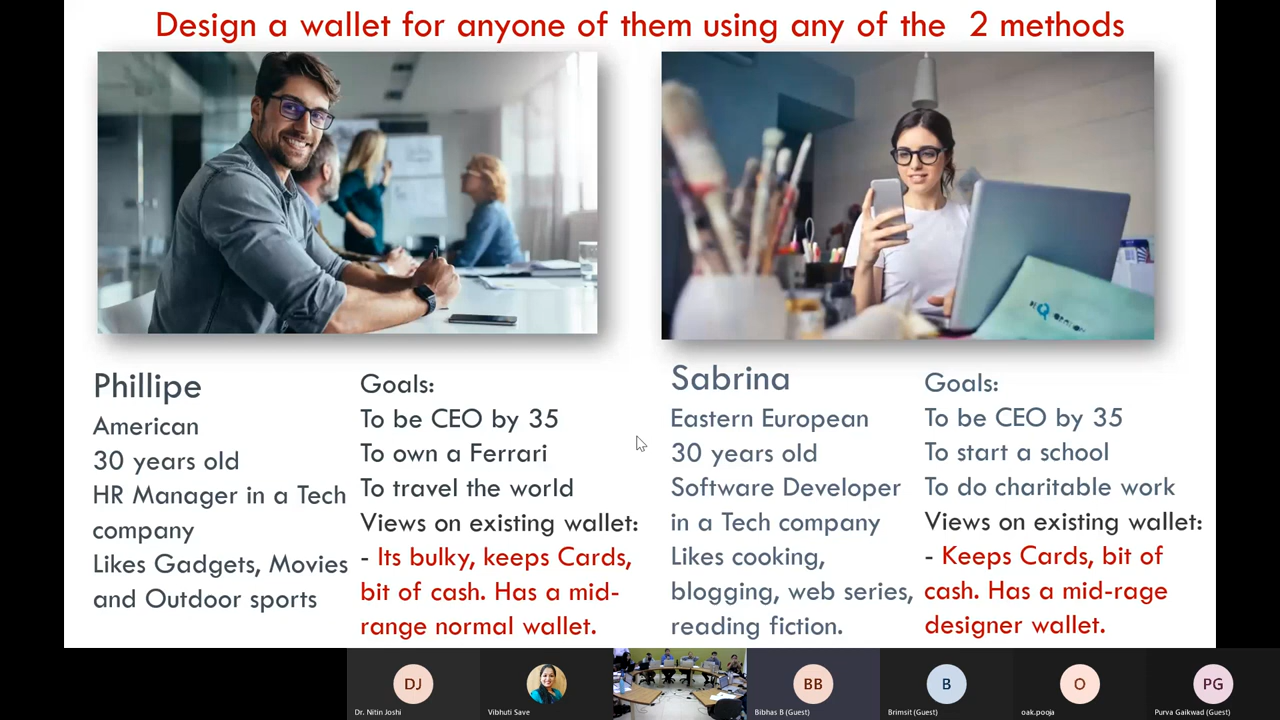 Design a wallet for anyone of them using any of the 2 methods
Phillipe
American
30 years old
HR Manager in a Tech
company
Likes Gadgets, Movies
and Outdoor sports
Goals:
To be CEO by 35
To own a Ferrari
To travel the world
Views on existing wallet:
- Its bulky, keeps Cards,
bit of cash. Has a mid-
range normal wallet.
Sabrina
Eastern European
30 years old
Software Developer
in a Tech company
Likes cooking,
blogging, web series,
reading fiction.
Goals:
To be CEO by 35
To start a school
To do charitable work
Views on existing wallet:
- Keeps Cards, bit of
cash. Has a mid-rage
designer wallet.
DJ
Dr. Nitin Joshi
Vibhuti Save
BB
Bibhas B (Guest)
B
Brimsit (Guest)
O
oak.pooja
PG
Purva Gaikwad (Guest)